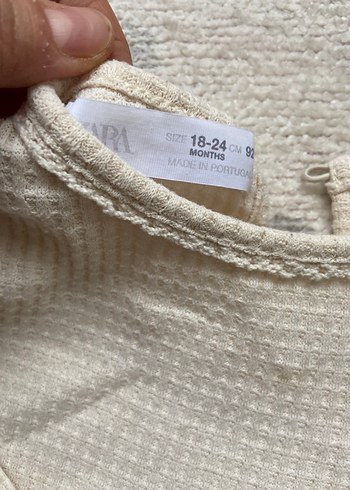 ZARA
SIZE 18-24 CM 92
MONTHS
MADE IN PORTUGAL